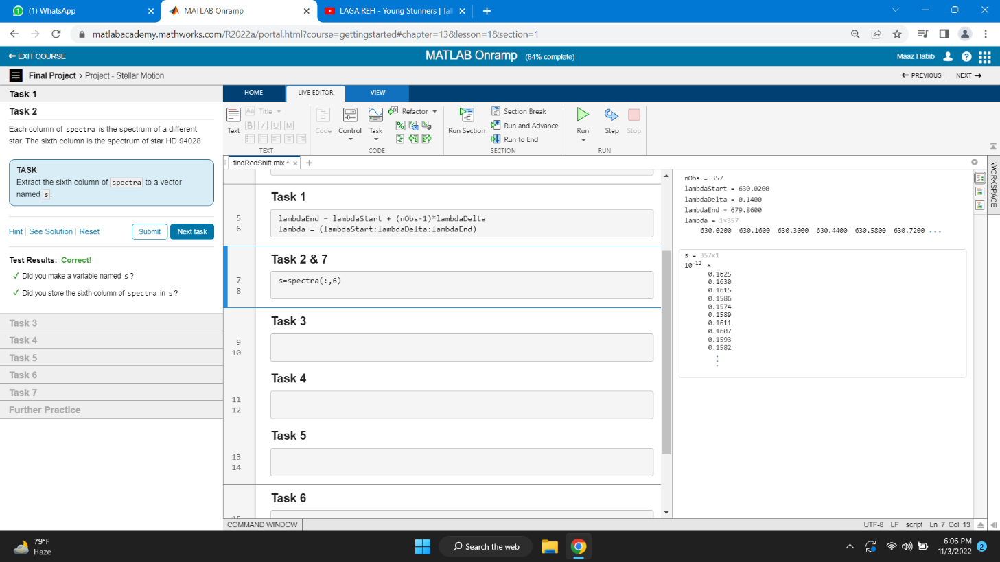 (1) WhatsApp
MATLAB Onramp
LAGA REH - Young Stunners | Tal
matlabacademy.mathworks.com/R2022a/portal.html?course=gettingstarted#chapter=13&lesson=1&section=1
EXIT COURSE
MATLAB Onramp (84% complete)
Maaz Habib
Final Project > Project - Stellar Motion
PREVIOUS
NEXT
Task 1
Task 2
Each column of spectra is the spectrum of a different
star. The sixth column is the spectrum of star HD 94028.
TASK
Extract the sixth column of spectra to a vector
named s.
Hint | See Solution | Reset
Submit
Next task
Test Results: Correct!
✓ Did you make a variable named s?
✓ Did you store the sixth column of spectra in s?
Task 3
Task 4
Task 5
Task 6
Task 7
Further Practice
HOME
LIVE EDITOR
VIEW
Text
Aa Title
B I U M
TEXT
Code
Control
Task
Refactor
CODE
Run Section
Section Break
Run and Advance
Run to End
SECTION
Run
Step
Stop
RUN
findRedShift.mlx *
Task 1
5 lambdaEnd = lambdaStart + (nObs-1)*lambdaDelta
6 lambda = (lambdaStart:lambdaDelta:lambdaEnd)
Task 2 & 7
7 s=spectra(:,6)
8
Task 3
9
10
Task 4
11
12
Task 5
13
14
Task 6
15
nObs = 357
lambdaStart = 630.0200
lambdaDelta = 0.1400
lambdaEnd = 679.8600
lambda = 1×357
630.0200 630.1600 630.3000 630.4400 630.5800 630.7200 ...
s = 357×1
10-12 x
0.1625
0.1630
0.1615
0.1586
0.1574
0.1589
0.1611
0.1607
0.1593
0.1582
WORKSPACE
COMMAND WINDOW
UTF-8 LF script Ln 7 Col 13
79°F
Haze
Search the web
6:06 PM
11/3/2022
2